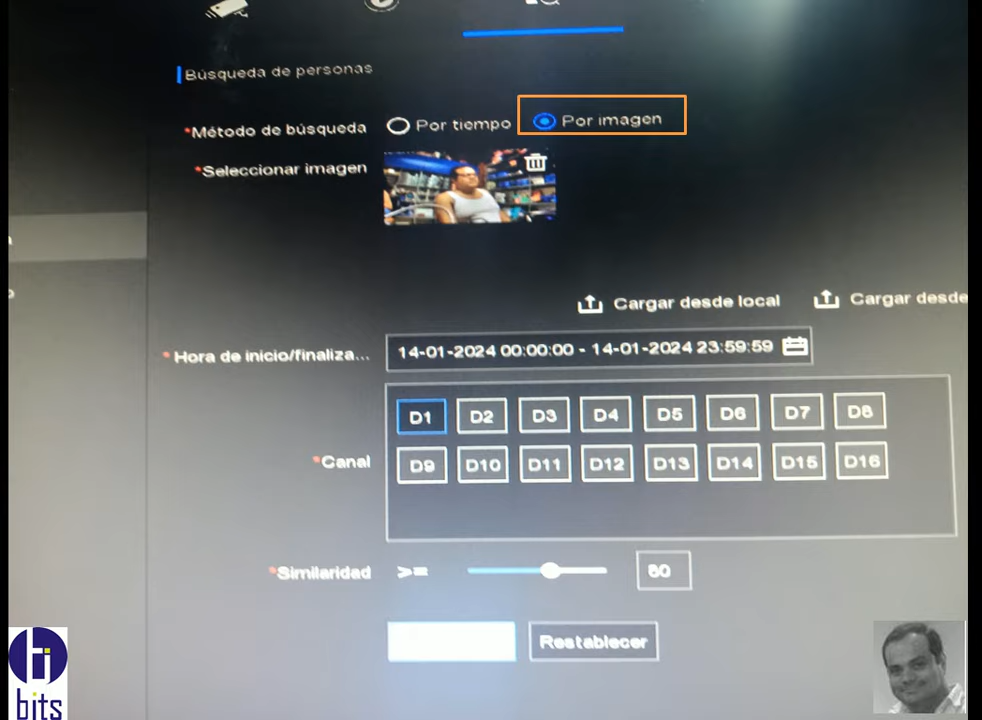 Búsqueda de personas
*Método de búsqueda
Por tiempo
Por imagen
*Seleccionar imagen
Cargar desde local
Cargar desde
* Hora de inicio/finaliza...
14-01-2024 00:00:00 - 14-01-2024 23:59:59
D1 D2 D3 D4 D5 D6 D7 D8
*Canal
D9 D10 D11 D12 D13 D14 D15 D16
*Similaridad >= 80
Restablecer
bits